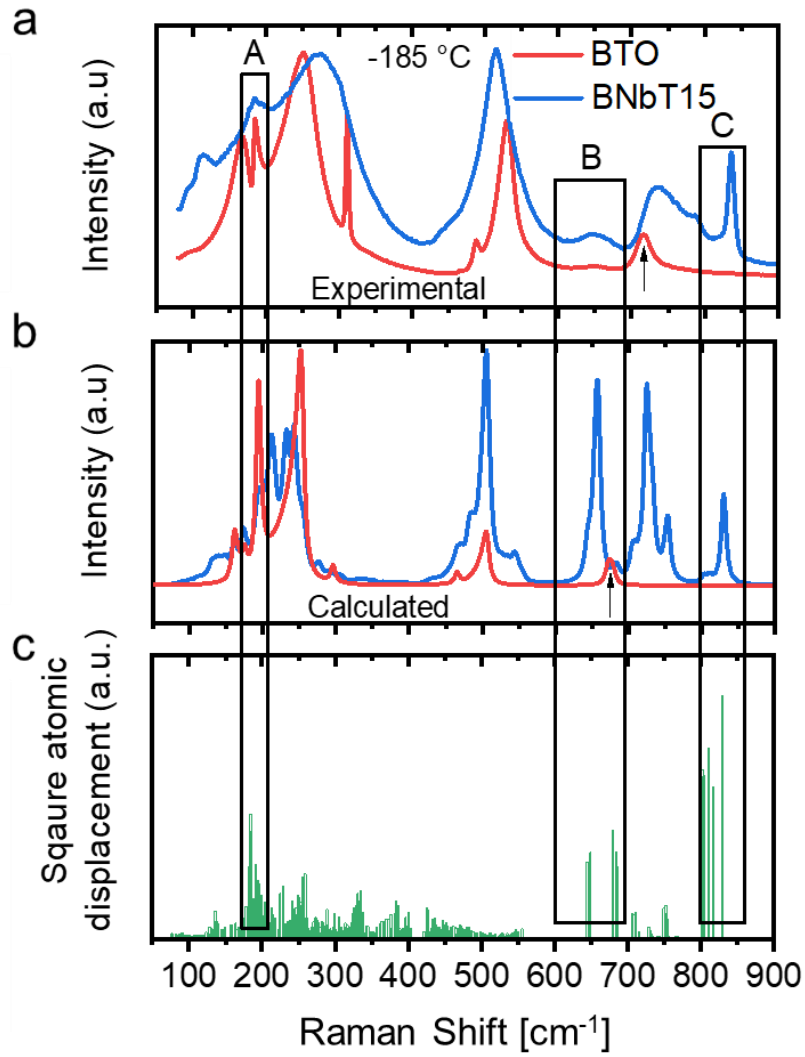 a
A
-185 °C
BTO
BNbT15
B
C
Intensity (a.u)
Experimental
b
Intensity (a.u)
Calculated
c
Sqaure atomic
displacement (a.u.)
100 200 300 400 500 600 700 800 900
Raman Shift [cm⁻¹]